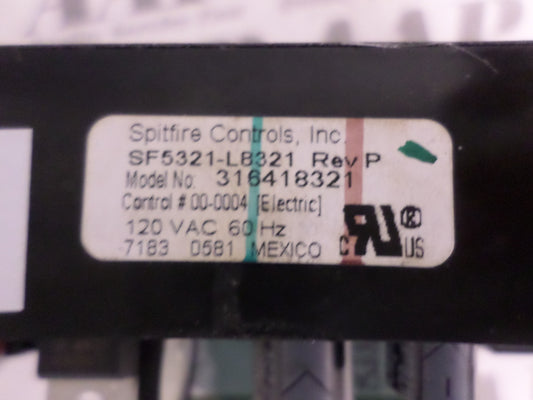 Spitfire Controls, Inc.
SF5321-L8321 Rev P
Model No: 316418321
Control # 00-0004 [Electric]
120 VAC 60 Hz
7183 0581 MEXICO
C RU ® US